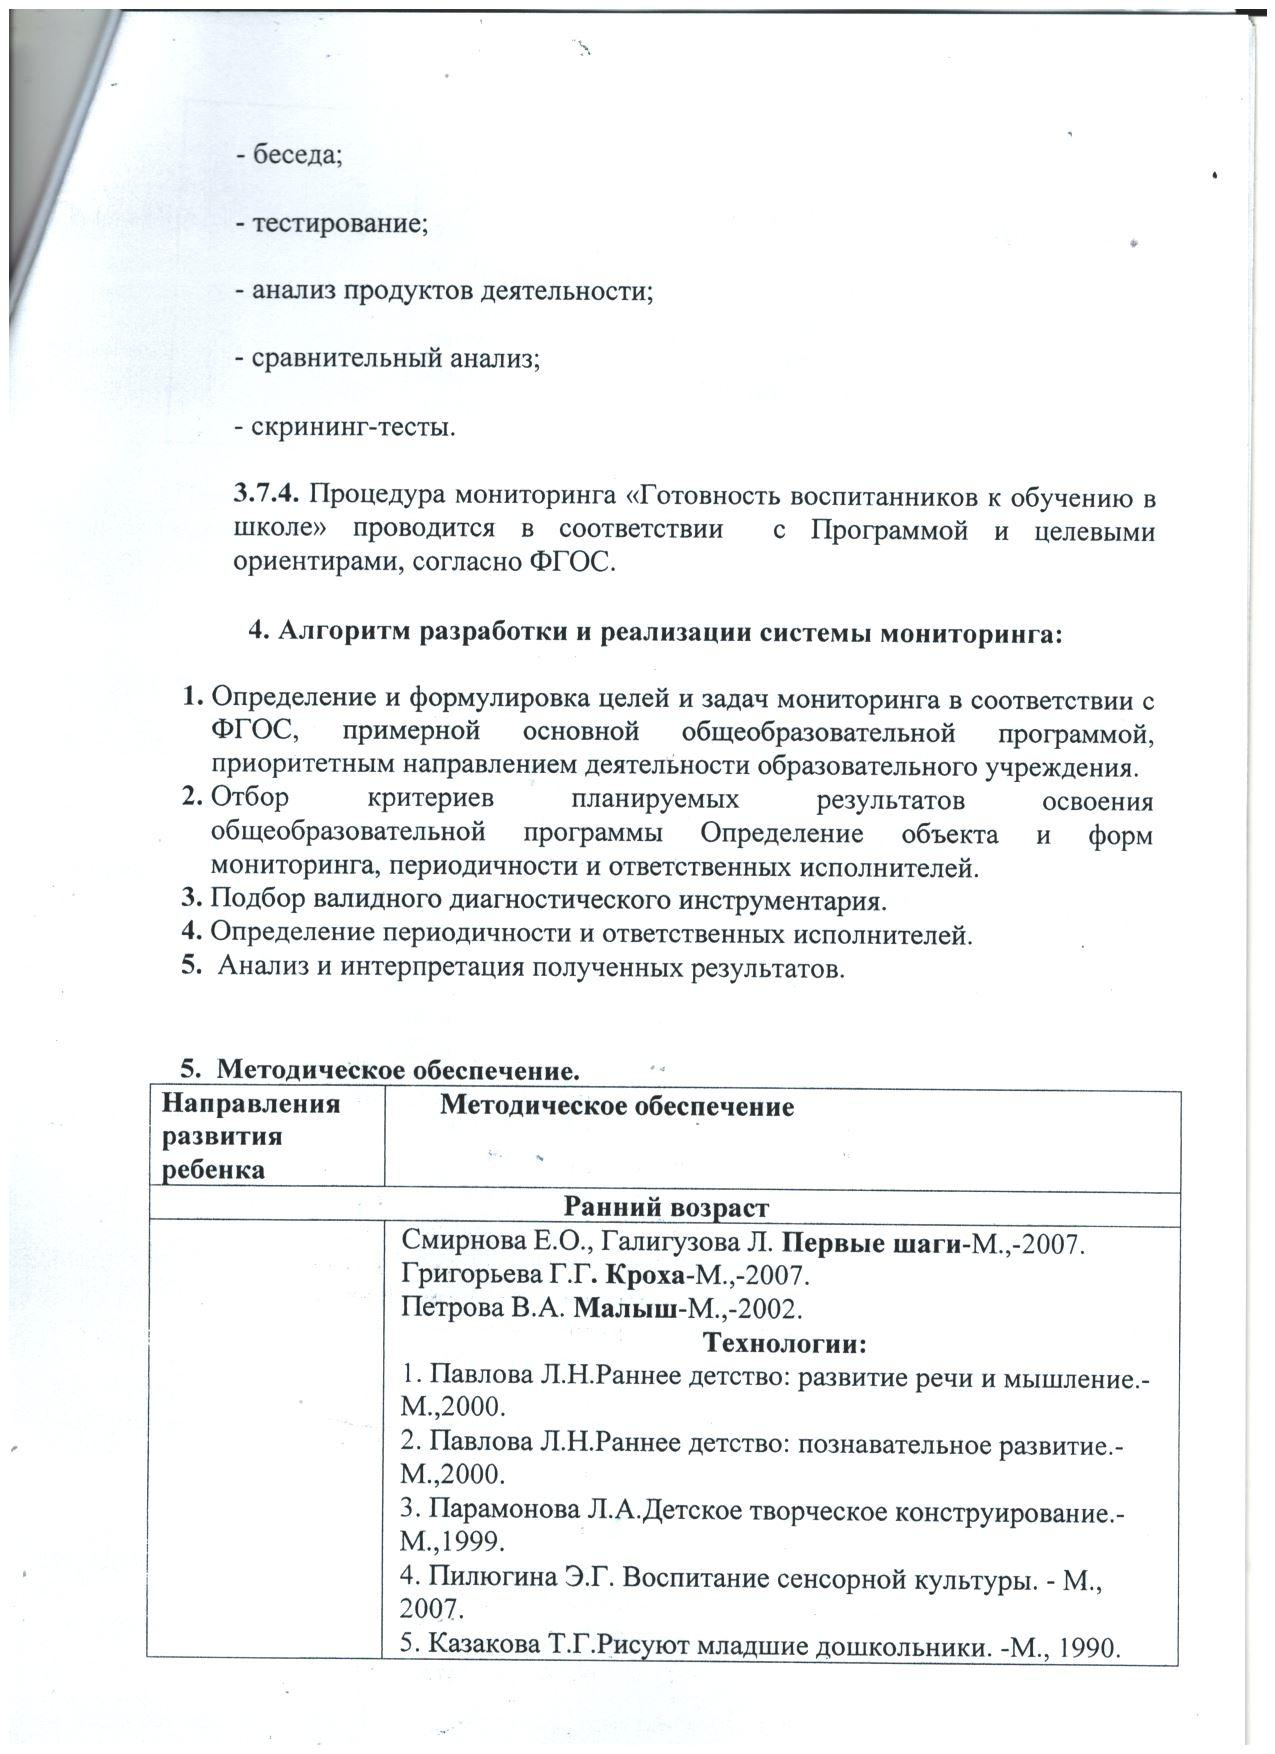 - беседа;
- тестирование;
- анализ продуктов деятельности;
- сравнительный анализ;
- скрининг-тесты.
3.7.4. Процедура мониторинга «Готовность воспитанников к обучению в
школе» проводится в соответствии с Программой и целевыми
ориентирами, согласно ФГОС.
4. Алгоритм разработки и реализации системы мониторинга:
1. Определение и формулировка целей и задач мониторинга в соответствии с
ФГОС, примерной основной общеобразовательной программой,
приоритетным направлением деятельности образовательного учреждения.
2. Отбор критериев планируемых результатов освоения
общеобразовательной программы Определение объекта и форм
мониторинга, периодичности и ответственных исполнителей.
3. Подбор валидного диагностического инструментария.
4. Определение периодичности и ответственных исполнителей.
5. Анализ и интерпретация полученных результатов.
5. Методическое обеспечение.
Направления
развития
ребенка
Методическое обеспечение
Ранний возраст
Смирнова Е.О., Галигузова Л. Первые шаги-М.,-2007.
Григорьева Г.Г. Кроха-М.,-2007.
Петрова В.А. Малыш-М.,-2002.
Технологии:
1. Павлова Л.Н.Раннее детство: развитие речи и мышление.-
М.,2000.
2. Павлова Л.Н.Раннее детство: познавательное развитие.-
М.,2000.
3. Парамонова Л.А.Детское творческое конструирование.-
М.,1999.
4. Пилюгина Э.Г. Воспитание сенсорной культуры. - М.,
2007.
5. Казакова Т.Г.Рисуют младшие дошкольники. -М., 1990.